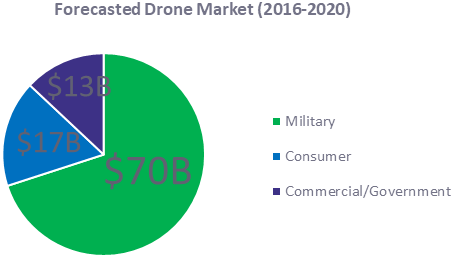 Forecasted Drone Market (2016-2020)
$13B
$17B
$70B
Military
Consumer
Commercial/Government